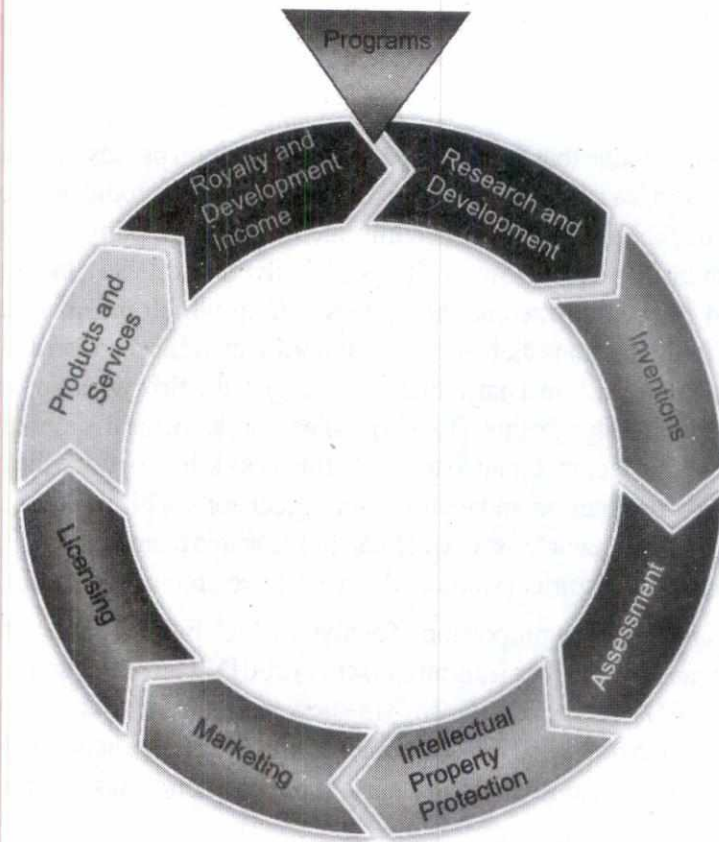 Programs
Research and
Development
Inventions
Assessment
Intellectual
Property
Protection
Marketing
Licensing
Products and
Services
Royalty and
Development
Income